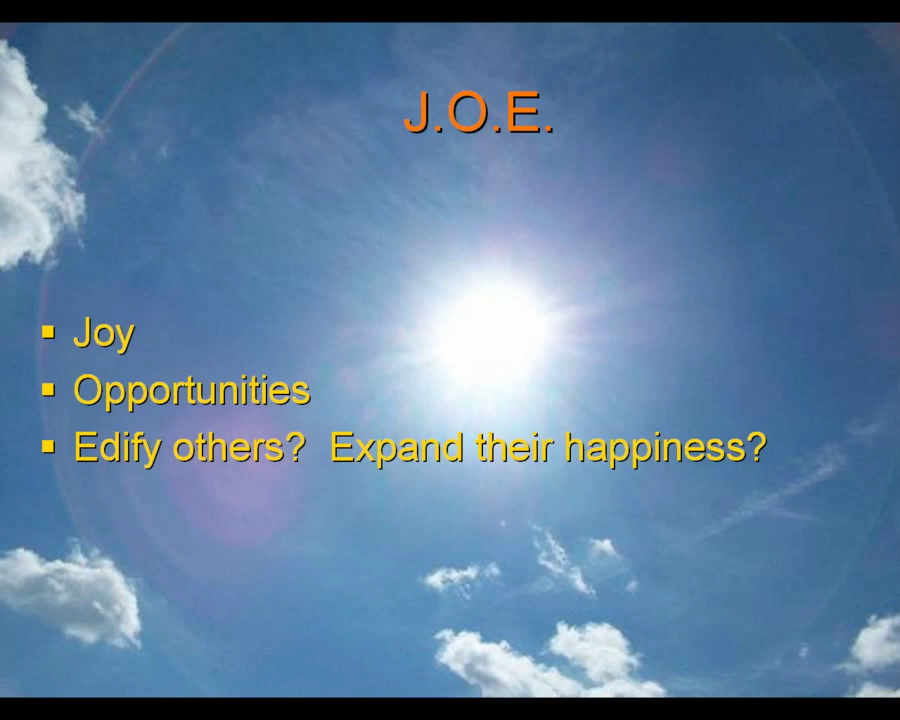 J.O.E.
▪ Joy
▪ Opportunities
▪ Edify others?  Expand their happiness?